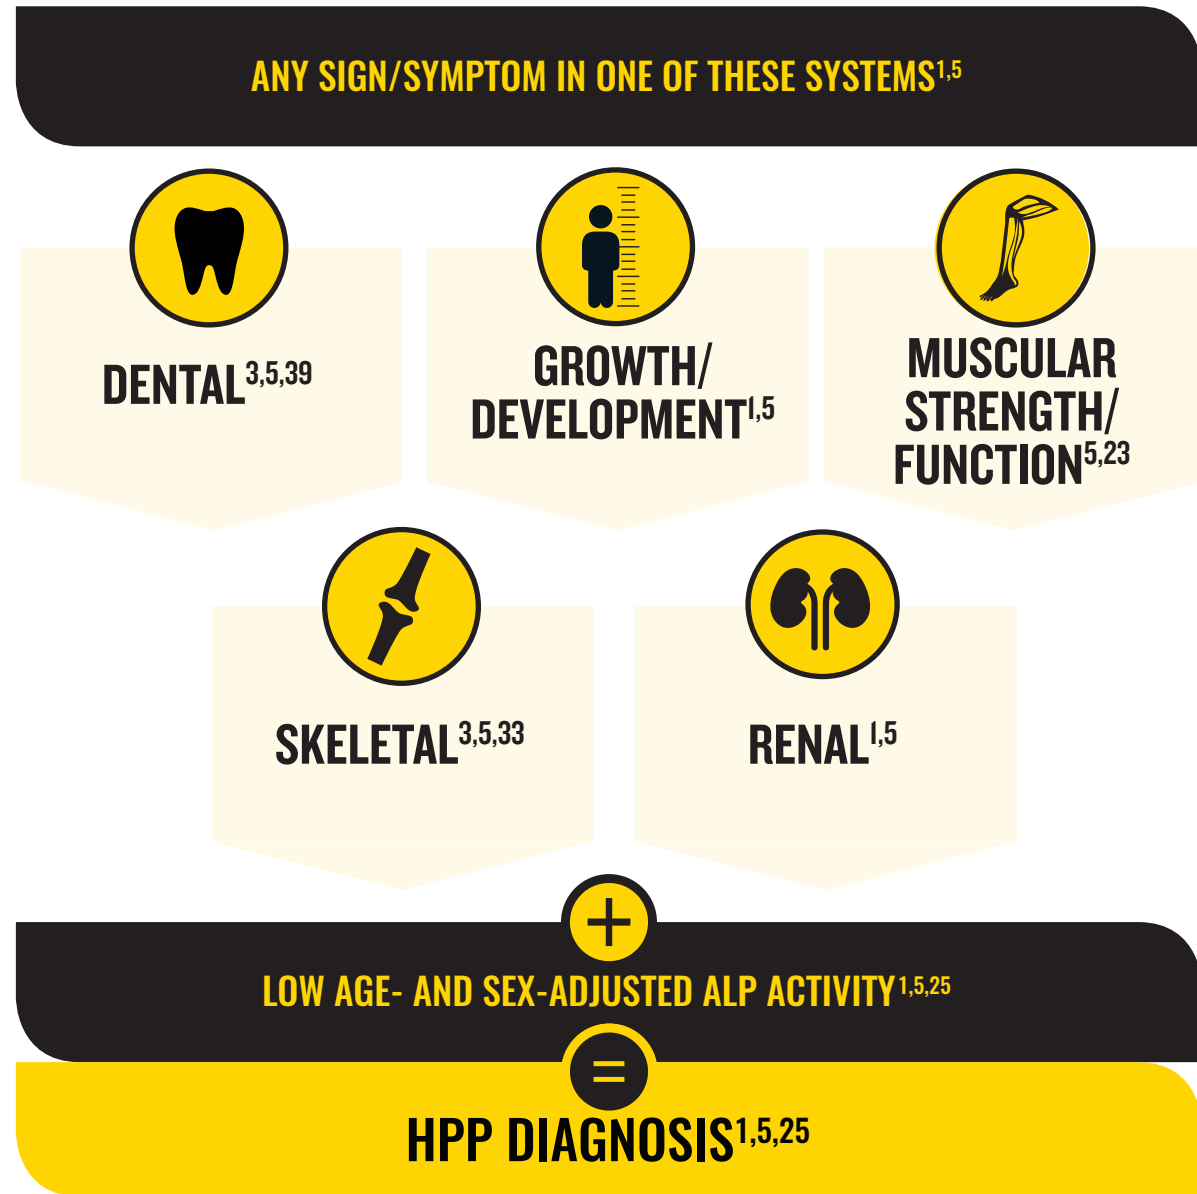 ANY SIGN/SYMPTOM IN ONE OF THESE SYSTEMS1,5
DENTAL3,5,39
GROWTH/
DEVELOPMENT1,5
MUSCULAR
STRENGTH/
FUNCTION5,23
SKELETAL3,5,33
RENAL1,5
+
LOW AGE- AND SEX-ADJUSTED ALP ACTIVITY1,5,25
=
HPP DIAGNOSIS1,5,25